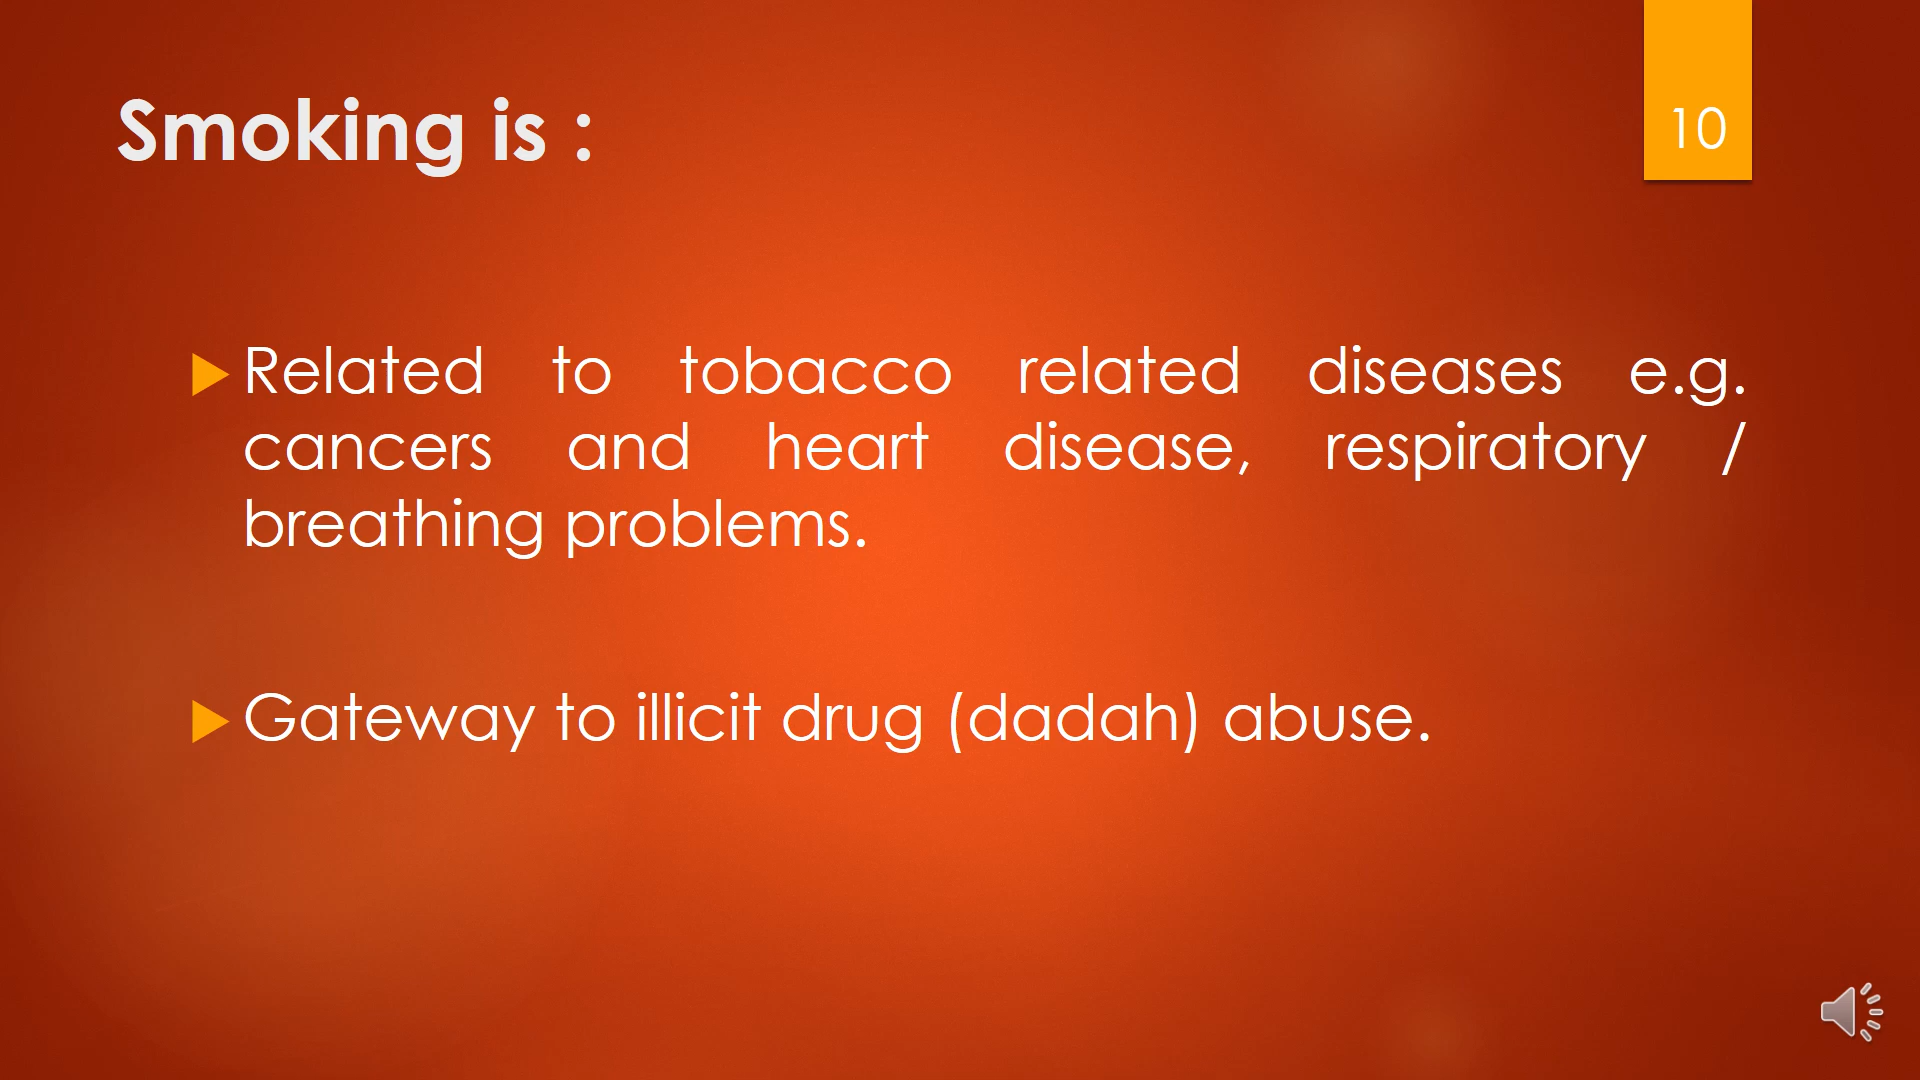 Smoking is :
10
Related to tobacco related diseases e.g.
cancers and heart disease, respiratory /
breathing problems.
Gateway to illicit drug (dadah) abuse.